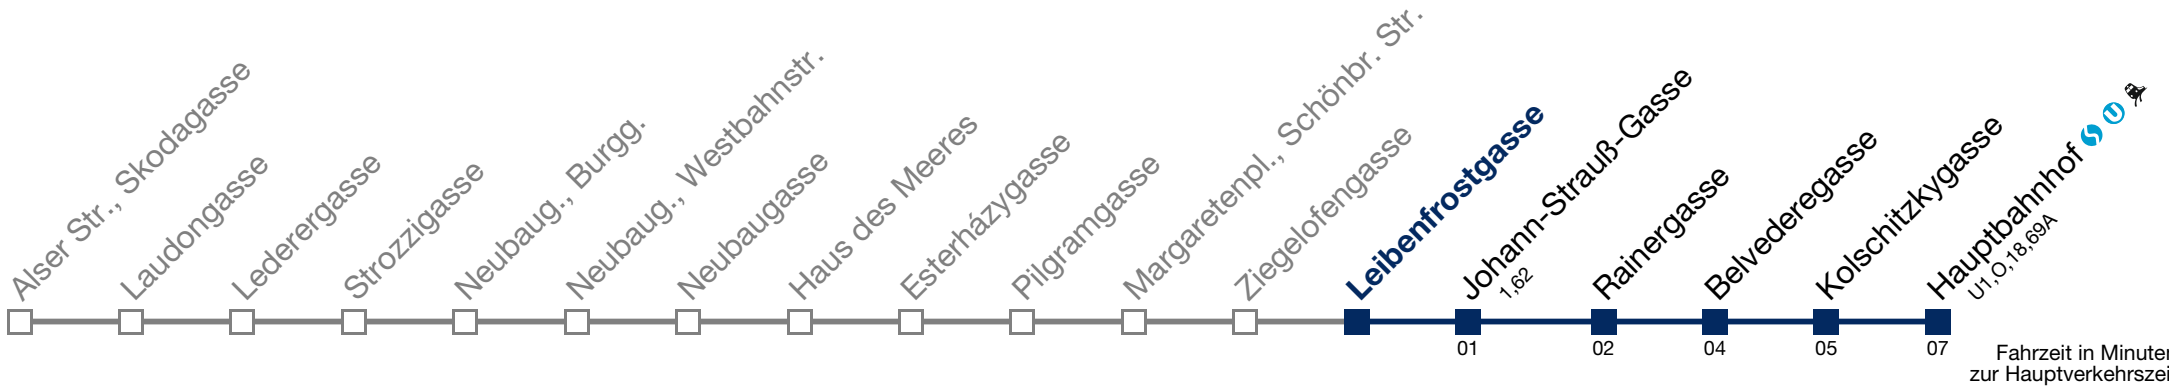 Alser Str., Skodagasse
Laudongasse
Lederergasse
Strozzigasse
Neubaug., Burgg.
Neubaug., Westbahnstr.
Neubaugasse
Haus des Meeres
Esterházygasse
Pilgramgasse
Margaretenpl., Schönbr. Str.
Ziegelofengasse
Leibenfrostgasse
Johann-Strauß-Gasse
1,62
Rainergasse
Belvederegasse
Kolschitzkygasse
Hauptbahnhof
U1,O,18,69A
01
02
04
05
07
Fahrzeit in Minuten
zur Hauptverkehrszeit